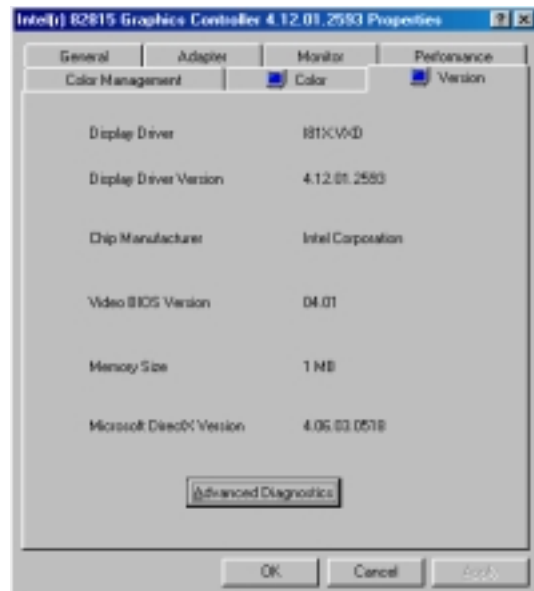 Intel(r) 82815 Graphics Controller 4.12.01.2593 Properties
General Adapter Monitor Performance
Color Management Color Version
Display Driver I81X.VXD
Display Driver Version 4.12.01.2593
Chip Manufacturer Intel Corporation
Video BIOS Version 04.01
Memory Size 1 MB
Microsoft DirectX Version 4.06.03.0518
Advanced Diagnostics
OK Cancel Apply